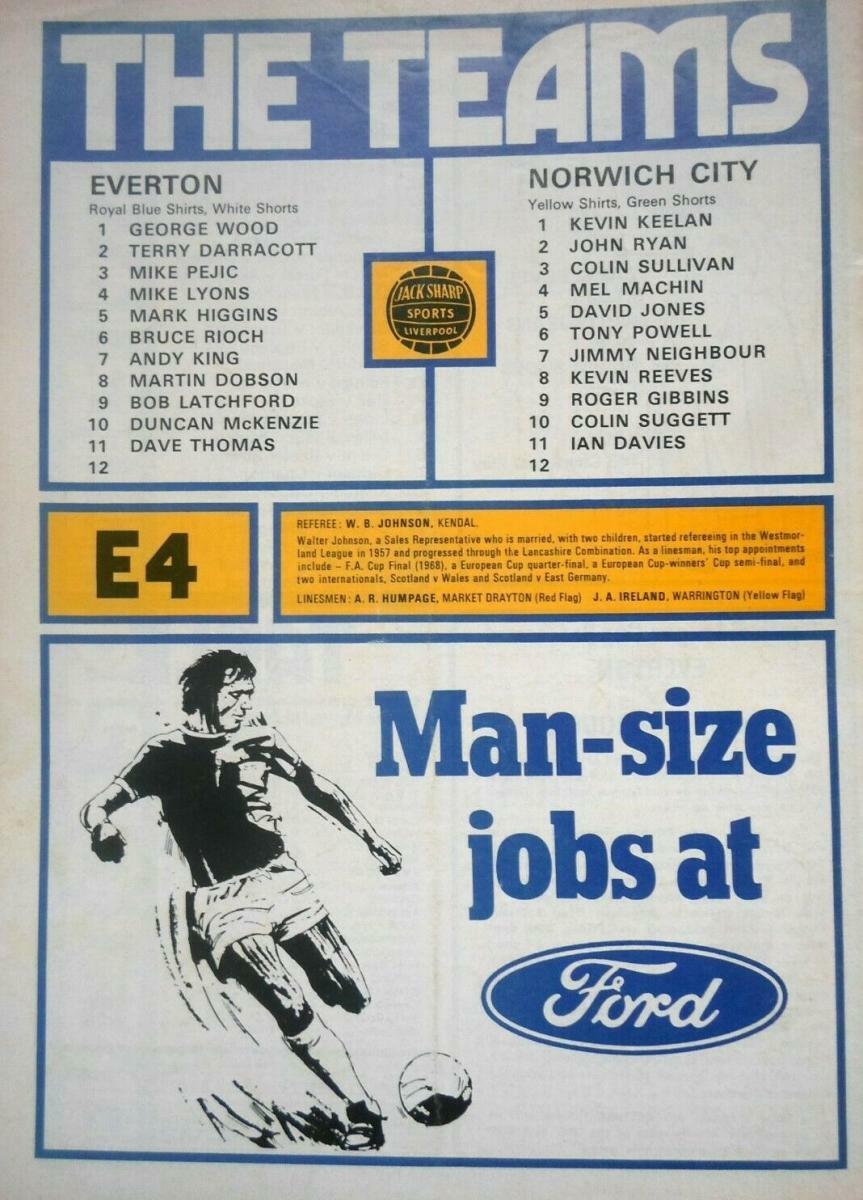 THE TEAMS
EVERTON
Royal Blue Shirts, White Shorts
1 GEORGE WOOD
2 TERRY DARRACOTT
3 MIKE PEJIC
4 MIKE LYONS
5 MARK HIGGINS
6 BRUCE RIOCH
7 ANDY KING
8 MARTIN DOBSON
9 BOB LATCHFORD
10 DUNCAN McKENZIE
11 DAVE THOMAS
12
JACK SHARP
SPORTS
LIVERPOOL
NORWICH CITY
Yellow Shirts, Green Shorts
1 KEVIN KEELAN
2 JOHN RYAN
3 COLIN SULLIVAN
4 MEL MACHIN
5 DAVID JONES
6 TONY POWELL
7 JIMMY NEIGHBOUR
8 KEVIN REEVES
9 ROGER GIBBINS
10 COLIN SUGGETT
11 IAN DAVIES
12
E4
REFEREE: W. B. JOHNSON, KENDAL.
Walter Johnson, a Sales Representative who is married, with two children, started refereeing in the Westmor-
land League in 1957 and progressed through the Lancashire Combination. As a linesman, his top appointments
include – F.A. Cup Final (1968), a European Cup quarter-final, a European Cup-winners' Cup semi-final, and
two internationals, Scotland v Wales and Scotland v East Germany.
LINESMEN: A. R. HUMPAGE, MARKET DRAYTON (Red Flag) J. A. IRELAND, WARRINGTON (Yellow Flag)
Man-size
jobs at
Ford